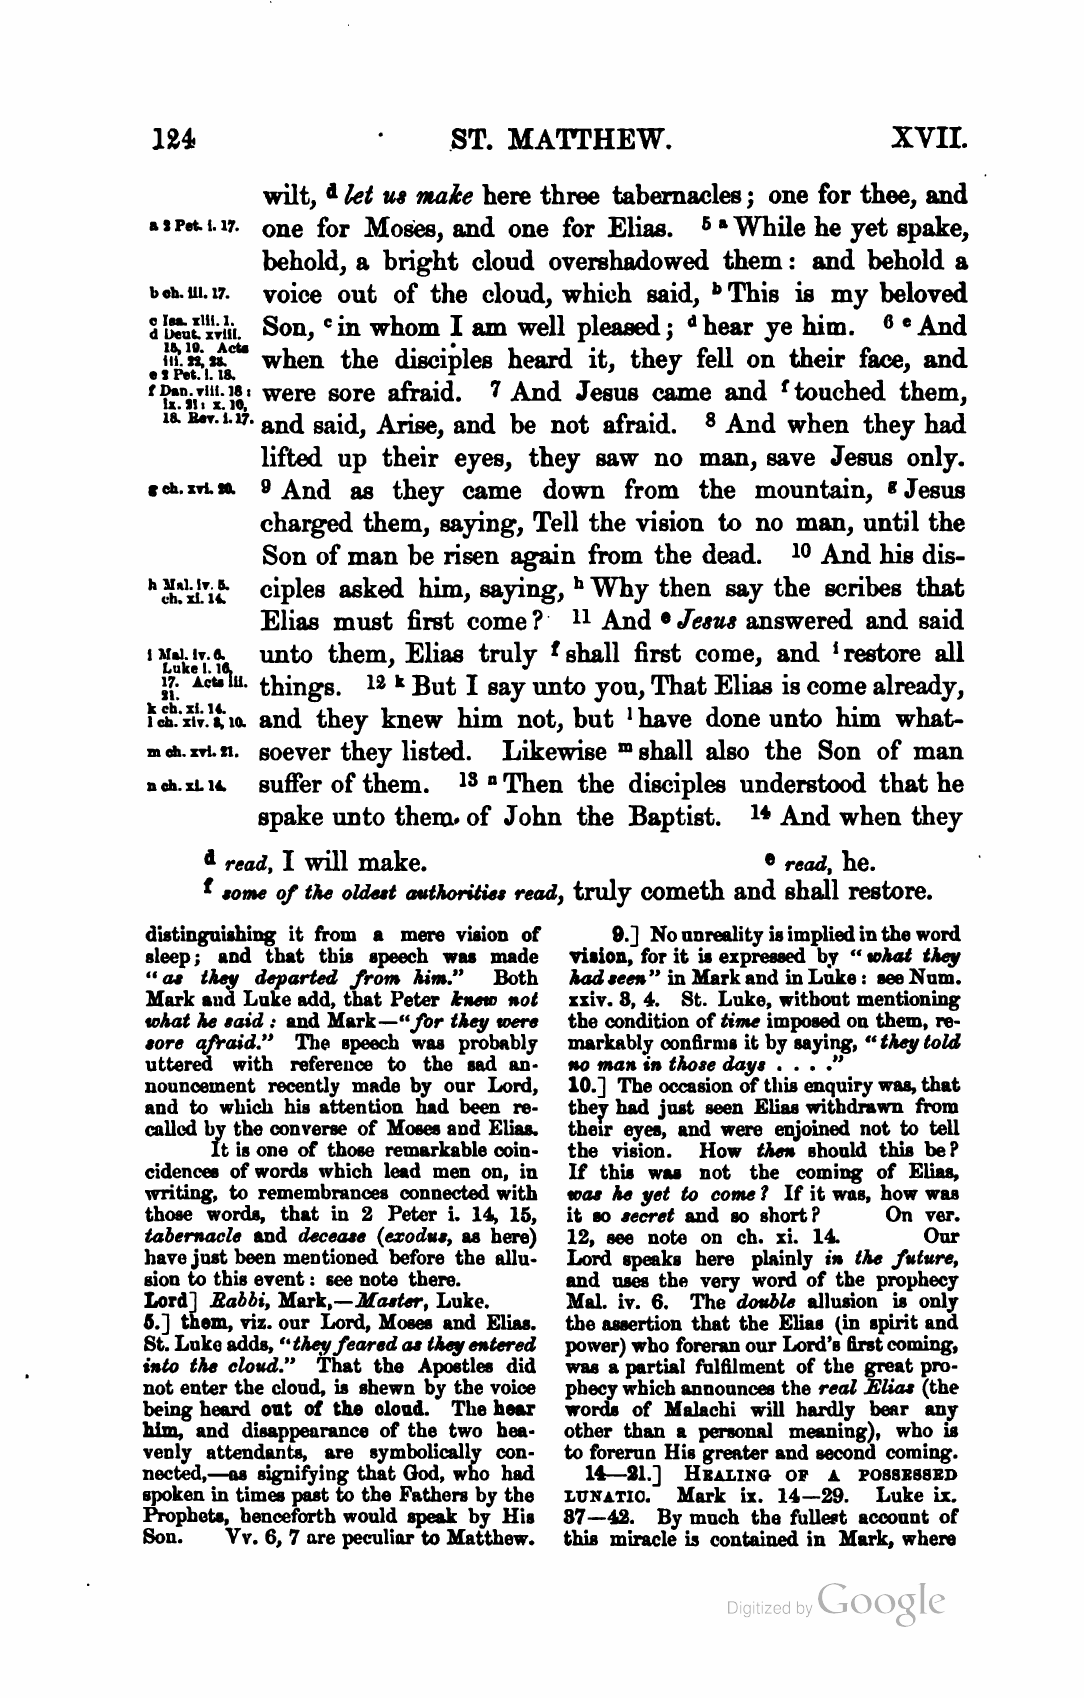 124 ST. MATTHEW. XVII.
wilt, d let us make here three tabernacles; one for thee, and
a 2 Pet. i. 17. one for Moses, and one for Elias. 5 a While he yet spake,
behold, a bright cloud overshadowed them: and behold a
b ch. iii. 17. voice out of the cloud, which said, b This is my beloved
c Isa. xlii. 1.
d Deut. xviii.
15, 19. Acts
iii. 22, 23.
e 2 Pet. i. 18.
f Dan. viii. 18:
ix. 21: x. 10,
18. Rev. i. 17.
Son, c in whom I am well pleased; d hear ye him. 6 e And
when the disciples heard it, they fell on their face, and
were sore afraid. 7 And Jesus came and f touched them,
and said, Arise, and be not afraid. 8 And when they had
lifted up their eyes, they saw no man, save Jesus only.
g ch. xvi. 20. 9 And as they came down from the mountain, g Jesus
charged them, saying, Tell the vision to no man, until the
Son of man be risen again from the dead. 10 And his dis-
h Mal. iv. 5.
ch. xi. 14.
ciples asked him, saying, h Why then say the scribes that
Elias must first come? 11 And e Jesus answered and said
i Mal. iv. 6.
Luke i. 16,
17. Acts iii.
21.
k ch. xi. 14.
l ch. xiv. 3, 10.
unto them, Elias truly f shall first come, and i restore all
things. 12 k But I say unto you, That Elias is come already,
and they knew him not, but l have done unto him what-
m ch. xvi. 21. soever they listed. Likewise m shall also the Son of man
n ch. xi. 14. suffer of them. 13 n Then the disciples understood that he
spake unto them of John the Baptist. 14 And when they
d read, I will make. e read, he.
f some of the oldest authorities read, truly cometh and shall restore.
distinguishing it from a mere vision of
sleep; and that this speech was made
"as they departed from him." Both
Mark and Luke add, that Peter knew not
what he said: and Mark—"for they were
sore afraid." The speech was probably
uttered with reference to the sad an-
nouncement recently made by our Lord,
and to which his attention had been re-
called by the converse of Moses and Elias.
It is one of those remarkable coin-
cidences of words which lead men on, in
writing, to remembrances connected with
those words, that in 2 Peter i. 14, 15,
tabernacle and decease (exodus, as here)
have just been mentioned before the allu-
sion to this event: see note there.
Lord] Rabbi, Mark,—Master, Luke.
5.] them, viz. our Lord, Moses and Elias.
St. Luke adds, "they feared as they entered
into the cloud." That the Apostles did
not enter the cloud, is shewn by the voice
being heard out of the cloud. The hear
him, and disappearance of the two hea-
venly attendants, are symbolically con-
nected,—as signifying that God, who had
spoken in times past to the Fathers by the
Prophets, henceforth would speak by His
Son. Vv. 6, 7 are peculiar to Matthew.
9.] No unreality is implied in the word
vision, for it is expressed by "what they
had seen" in Mark and in Luke: see Num.
xxiv. 3, 4. St. Luke, without mentioning
the condition of time imposed on them, re-
markably confirms it by saying, "they told
no man in those days . . . ."
10.] The occasion of this enquiry was, that
they had just seen Elias withdrawn from
their eyes, and were enjoined not to tell
the vision. How then should this be?
If this was not the coming of Elias,
was he yet to come? If it was, how was
it so secret and so short? On ver.
12, see note on ch. xi. 14. Our
Lord speaks here plainly in the future,
and uses the very word of the prophecy
Mal. iv. 6. The double allusion is only
the assertion that the Elias (in spirit and
power) who foreran our Lord's first coming,
was a partial fulfilment of the great pro-
phecy which announces the real Elias (the
words of Malachi will hardly bear any
other than a personal meaning), who is
to forerun His greater and second coming.
14—21.] HEALING OF A POSSESSED
LUNATIC. Mark ix. 14—29. Luke ix.
37—42. By much the fullest account of
this miracle is contained in Mark, where
Digitized by Google